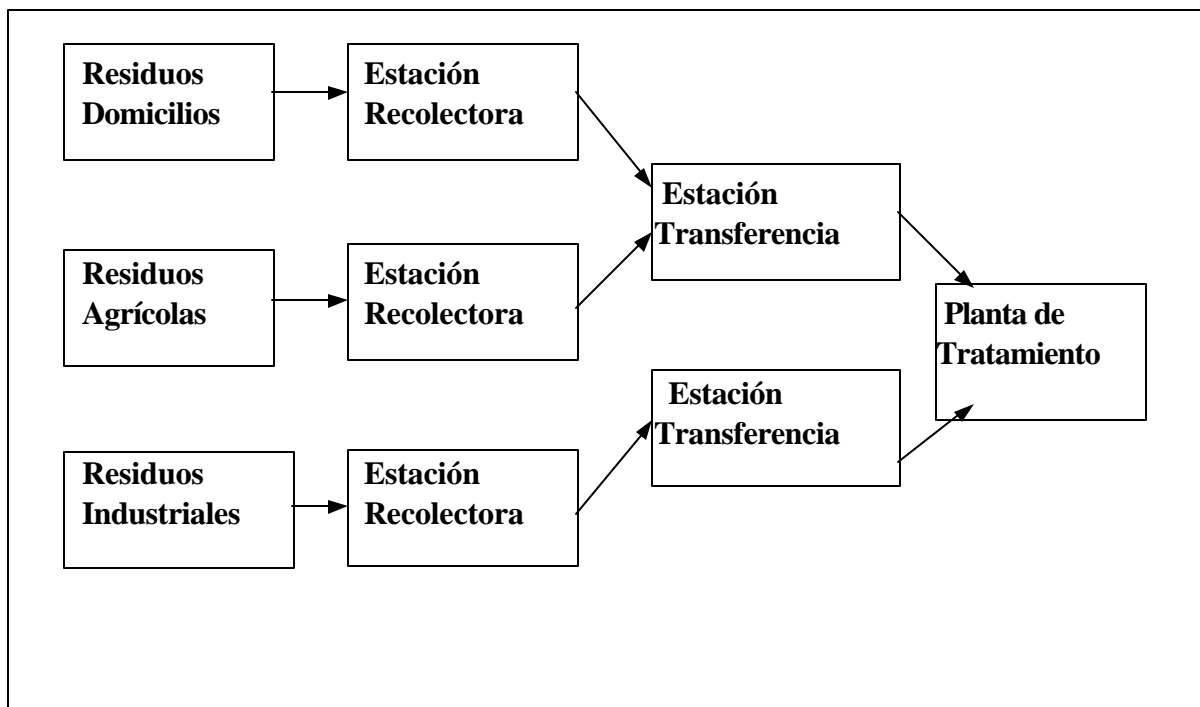 Residuos
Domicilios
Estación
Recolectora
Estación
Transferencia
Residuos
Agrícolas
Estación
Recolectora
Planta de
Tratamiento
Estación
Transferencia
Residuos
Industriales
Estación
Recolectora